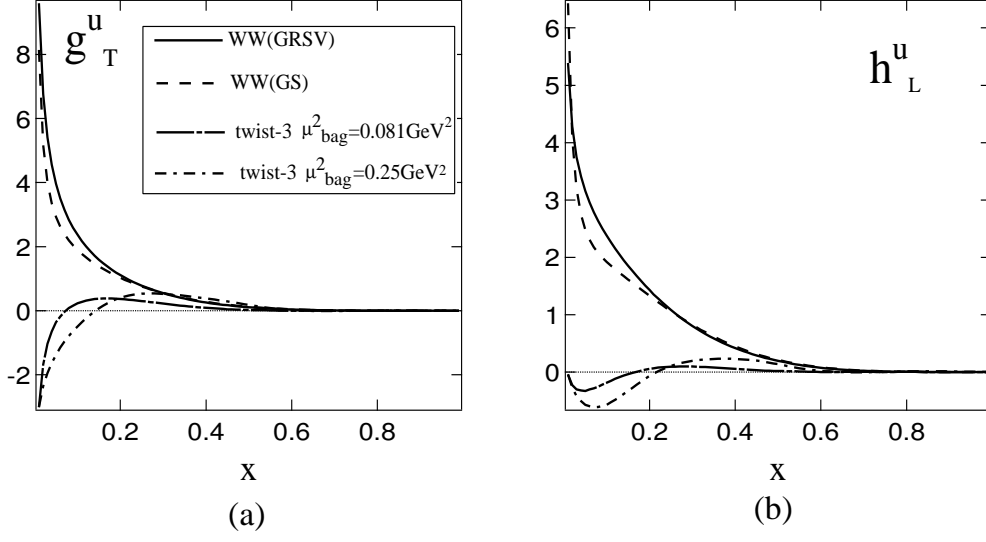 g^u_T
WW(GRSV)
WW(GS)
twist-3 μ²_bag=0.081GeV²
twist-3 μ²_bag=0.25GeV²
8
6
4
2
0
-2
0.2 0.4 0.6 0.8
x
(a)
h^u_L
6
5
4
3
2
1
0
0.2 0.4 0.6 0.8
x
(b)